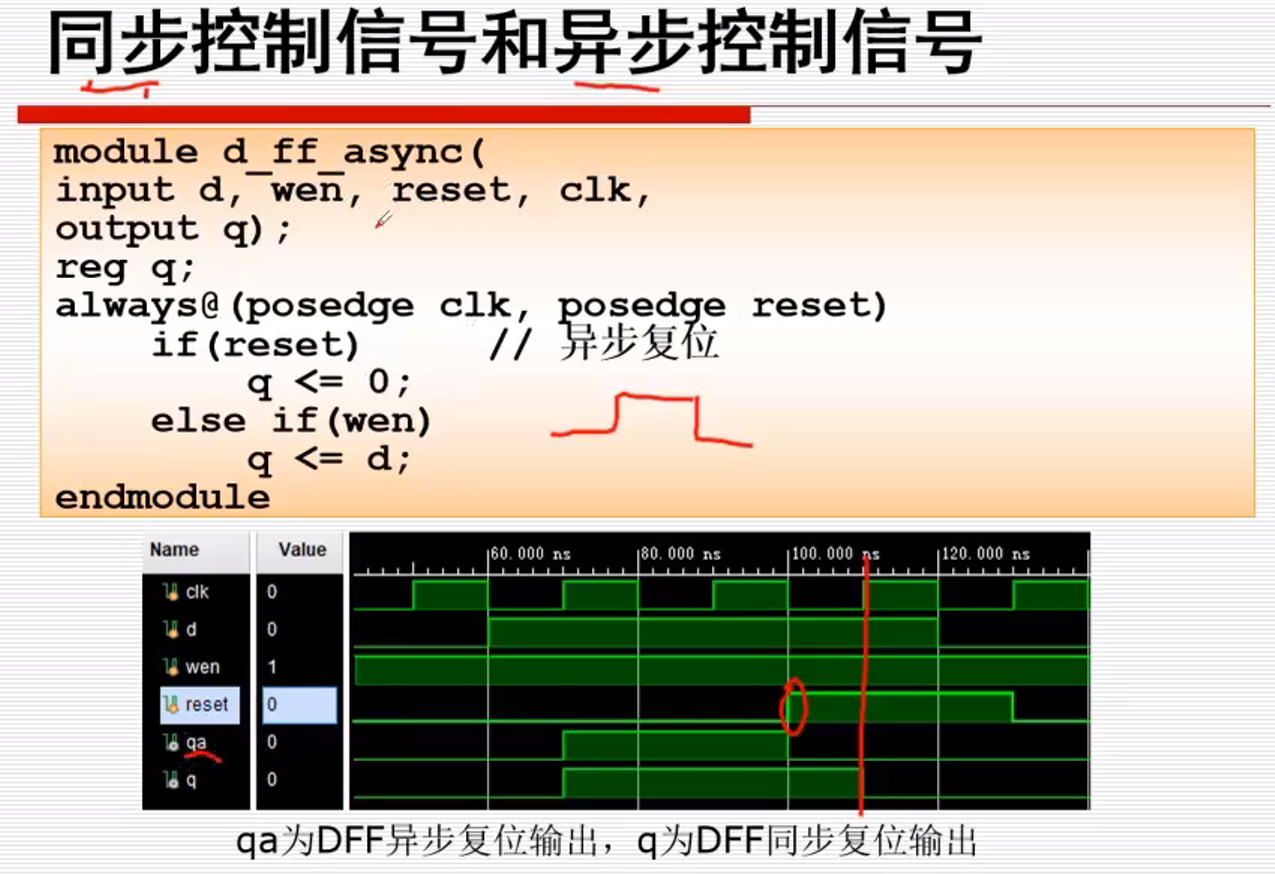 同步控制信号和异步控制信号
module d_ff_async(
input d, wen, reset, clk,
output q);
reg q;
always@(posedge clk, posedge reset)
if(reset) // 异步复位
q <= 0;
else if(wen)
q <= d;
endmodule
Name Value 60.000 ns 80.000 ns 100.000 ns 120.000 ns
clk 0
d 0
wen 1
reset 0
qa 0
q 0
qa为DFF异步复位输出，q为DFF同步复位输出